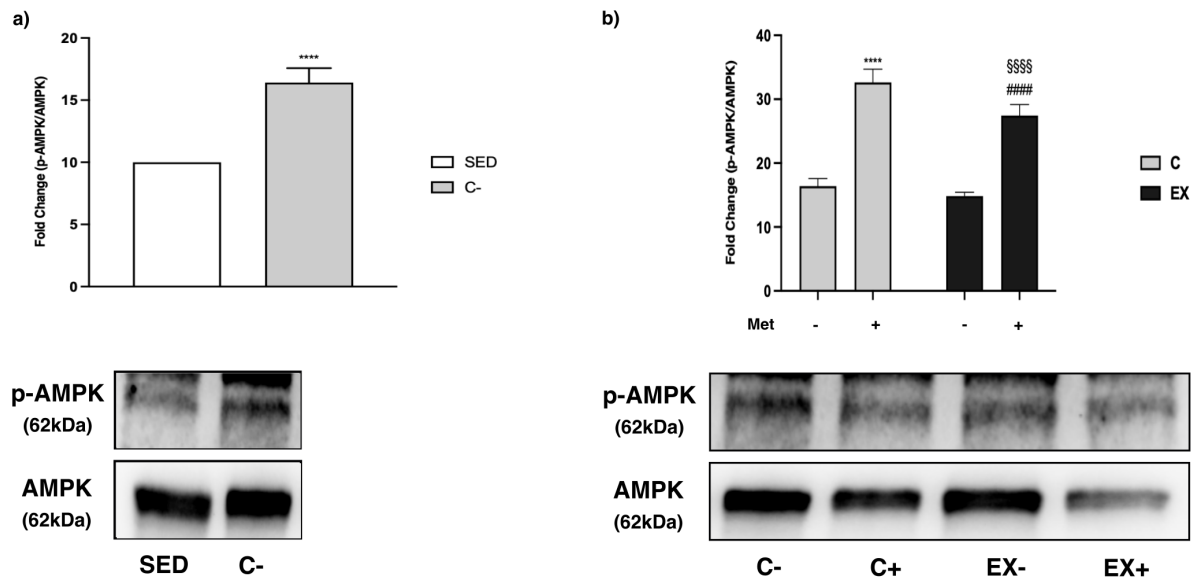 a)
Fold Change (p-AMPK/AMPK)
20
15
10
5
0
****
SED
C-
p-AMPK
(62kDa)
AMPK
(62kDa)
SED C-
b)
Fold Change (p-AMPK/AMPK)
40
30
20
10
0
****
§§§§
####
C
EX
Met - + - +
p-AMPK
(62kDa)
AMPK
(62kDa)
C- C+ EX- EX+